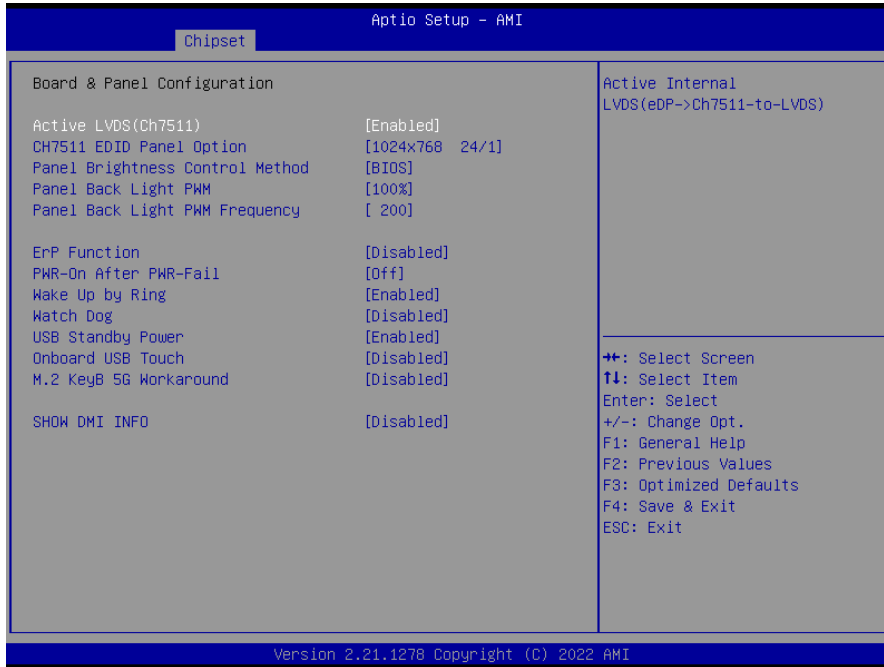 Aptio Setup – AMI
Chipset
Board & Panel Configuration
Active LVDS(Ch7511) [Enabled]
CH7511 EDID Panel Option [1024x768  24/1]
Panel Brightness Control Method [BIOS]
Panel Back Light PWM [100%]
Panel Back Light PWM Frequency [ 200]
ErP Function [Disabled]
PWR-On After PWR-Fail [Off]
Wake Up by Ring [Enabled]
Watch Dog [Disabled]
USB Standby Power [Enabled]
Onboard USB Touch [Disabled]
M.2 KeyB 5G Workaround [Disabled]
SHOW DMI INFO [Disabled]
Active Internal
LVDS(eDP->Ch7511-to-LVDS)
→←: Select Screen
↑↓: Select Item
Enter: Select
+/-: Change Opt.
F1: General Help
F2: Previous Values
F3: Optimized Defaults
F4: Save & Exit
ESC: Exit
Version 2.21.1278 Copyright (C) 2022 AMI